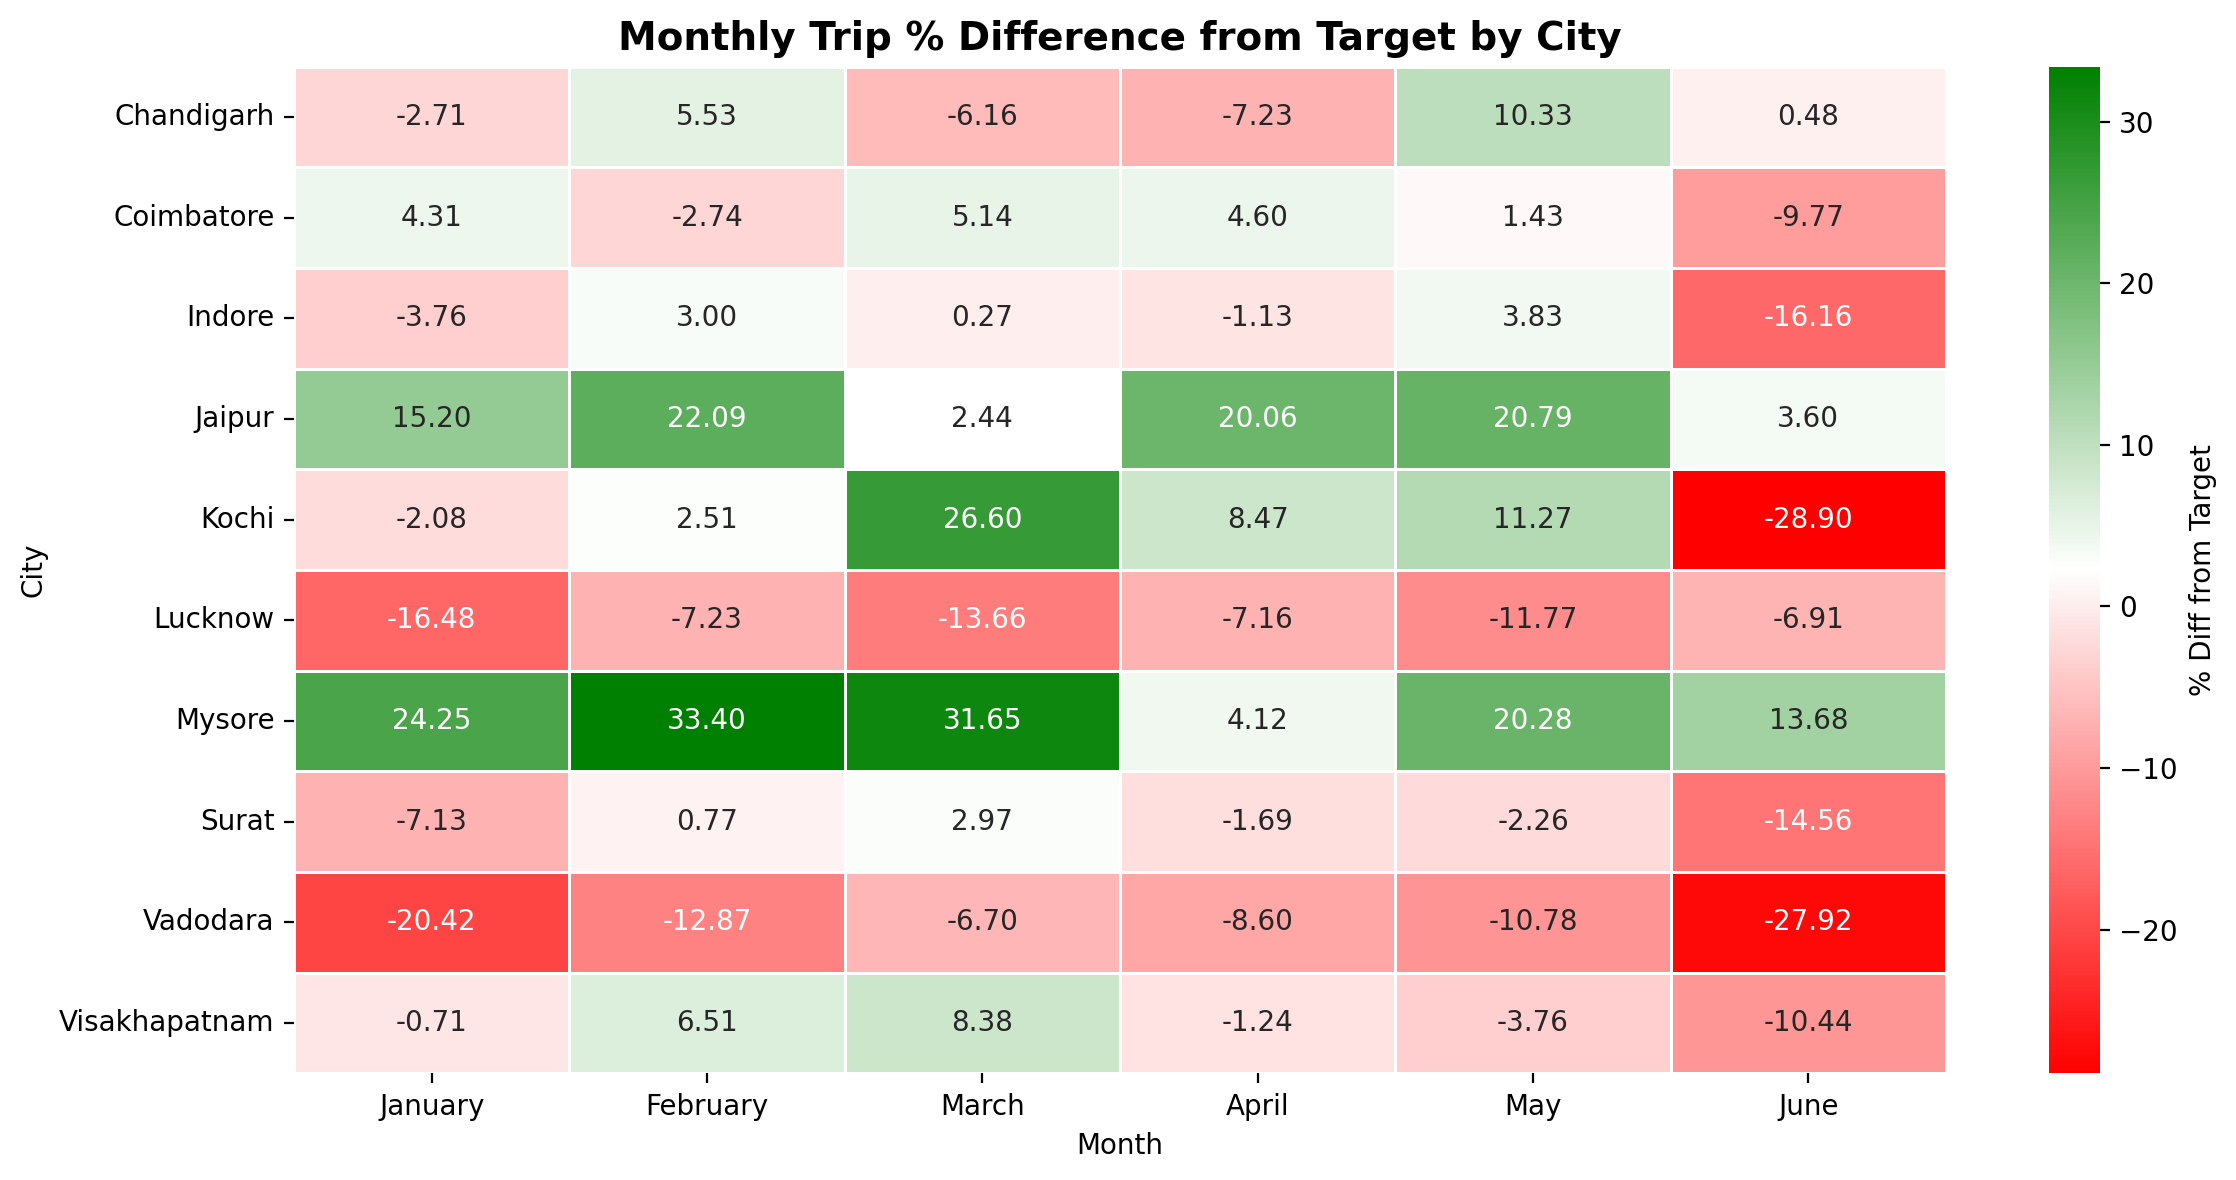 Monthly Trip % Difference from Target by City
Chandigarh -2.71 5.53 -6.16 -7.23 10.33 0.48
Coimbatore 4.31 -2.74 5.14 4.60 1.43 -9.77
Indore -3.76 3.00 0.27 -1.13 3.83 -16.16
Jaipur 15.20 22.09 2.44 20.06 20.79 3.60
Kochi -2.08 2.51 26.60 8.47 11.27 -28.90
Lucknow -16.48 -7.23 -13.66 -7.16 -11.77 -6.91
Mysore 24.25 33.40 31.65 4.12 20.28 13.68
Surat -7.13 0.77 2.97 -1.69 -2.26 -14.56
Vadodara -20.42 -12.87 -6.70 -8.60 -10.78 -27.92
Visakhapatnam -0.71 6.51 8.38 -1.24 -3.76 -10.44
January February March April May June
Month
City
30
20
10
0
−10
−20
% Diff from Target